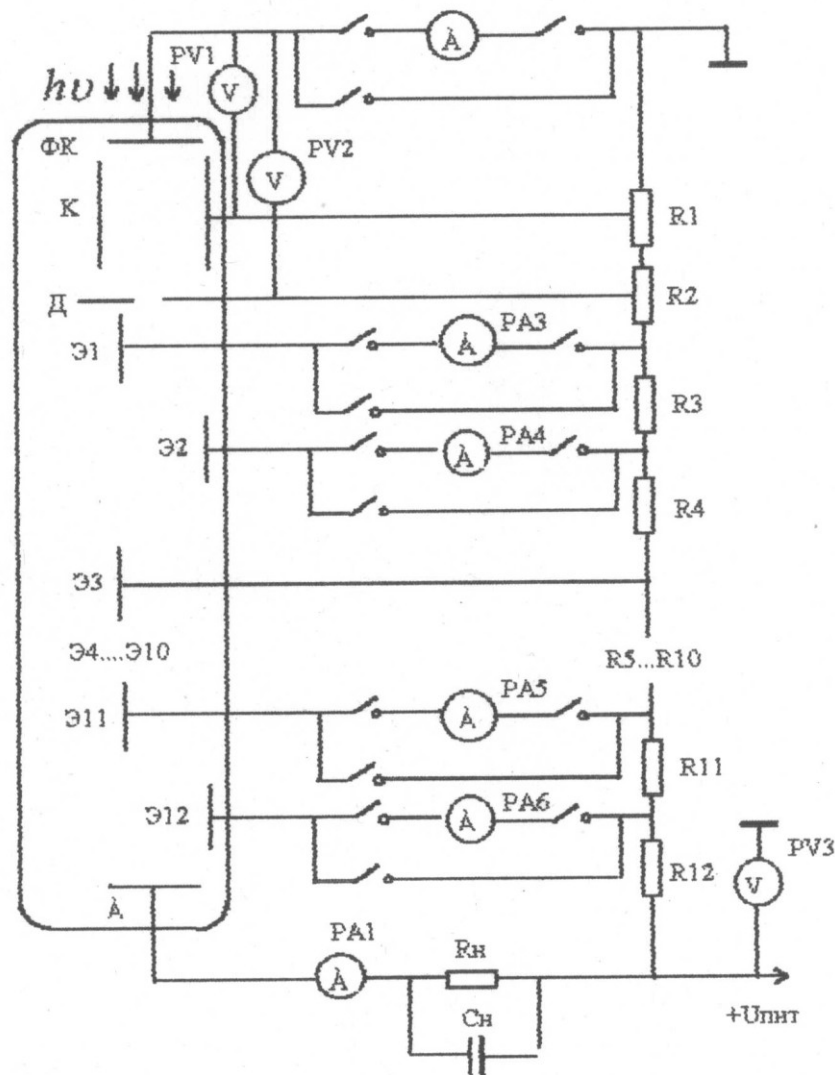 À
PV1
V
hυ
PV2
ФК
V
К
R1
R2
Д
PA3
Э1
À
R3
Э2
PA4
À
R4
Э3
Э4....Э10
R5...R10
PA5
Э11
À
R11
PA6
Э12
À
PV3
R12
V
À
PA1
Rн
À
+Uпит
Cн